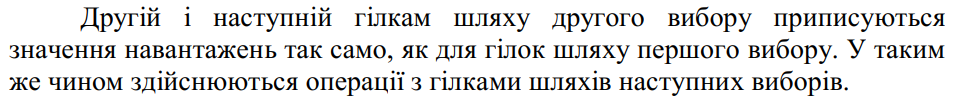 Другій і наступній гілкам шляху другого вибору приписуються
значення навантажень так само, як для гілок шляху першого вибору. У таким
же чином здійснюються операції з гілками шляхів наступних виборів.